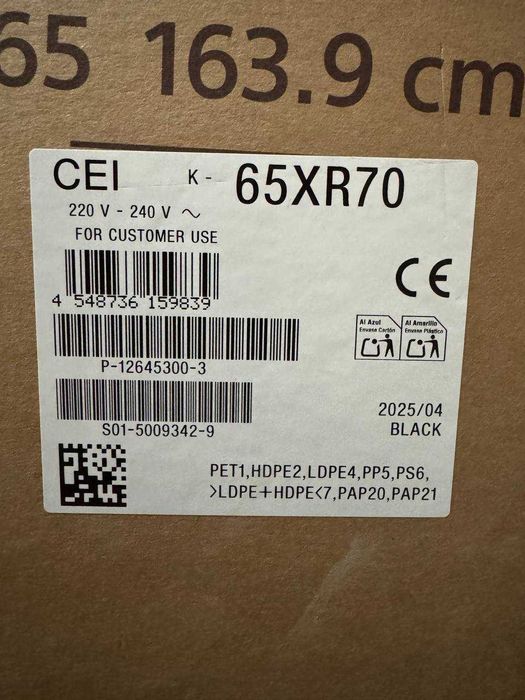 65 163.9 cm
CEI K- 65XR70
220 V - 240 V ~
FOR CUSTOMER USE
4 548736 159839
CE
P-12645300-3
Al Azul
Envase Cartón
Al Amarillo
Envase Plástico
S01-5009342-9
2025/04
BLACK
PET1,HDPE2,LDPE4,PP5,PS6,
>LDPE+HDPE<7,PAP20,PAP21